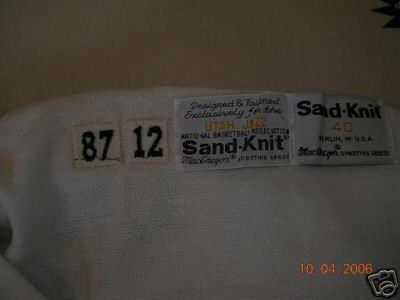 87 12
Designed & Tailored
Exclusively for the
UTAH JAZZ
NATIONAL BASKETBALL ASSOCIATION
Sand-Knit®
MacGregor® SPORTING GOODS
Sand-Knit®
40
BERLIN, WI U.S.A.
MacGregor® SPORTING GOODS
10 04 2006